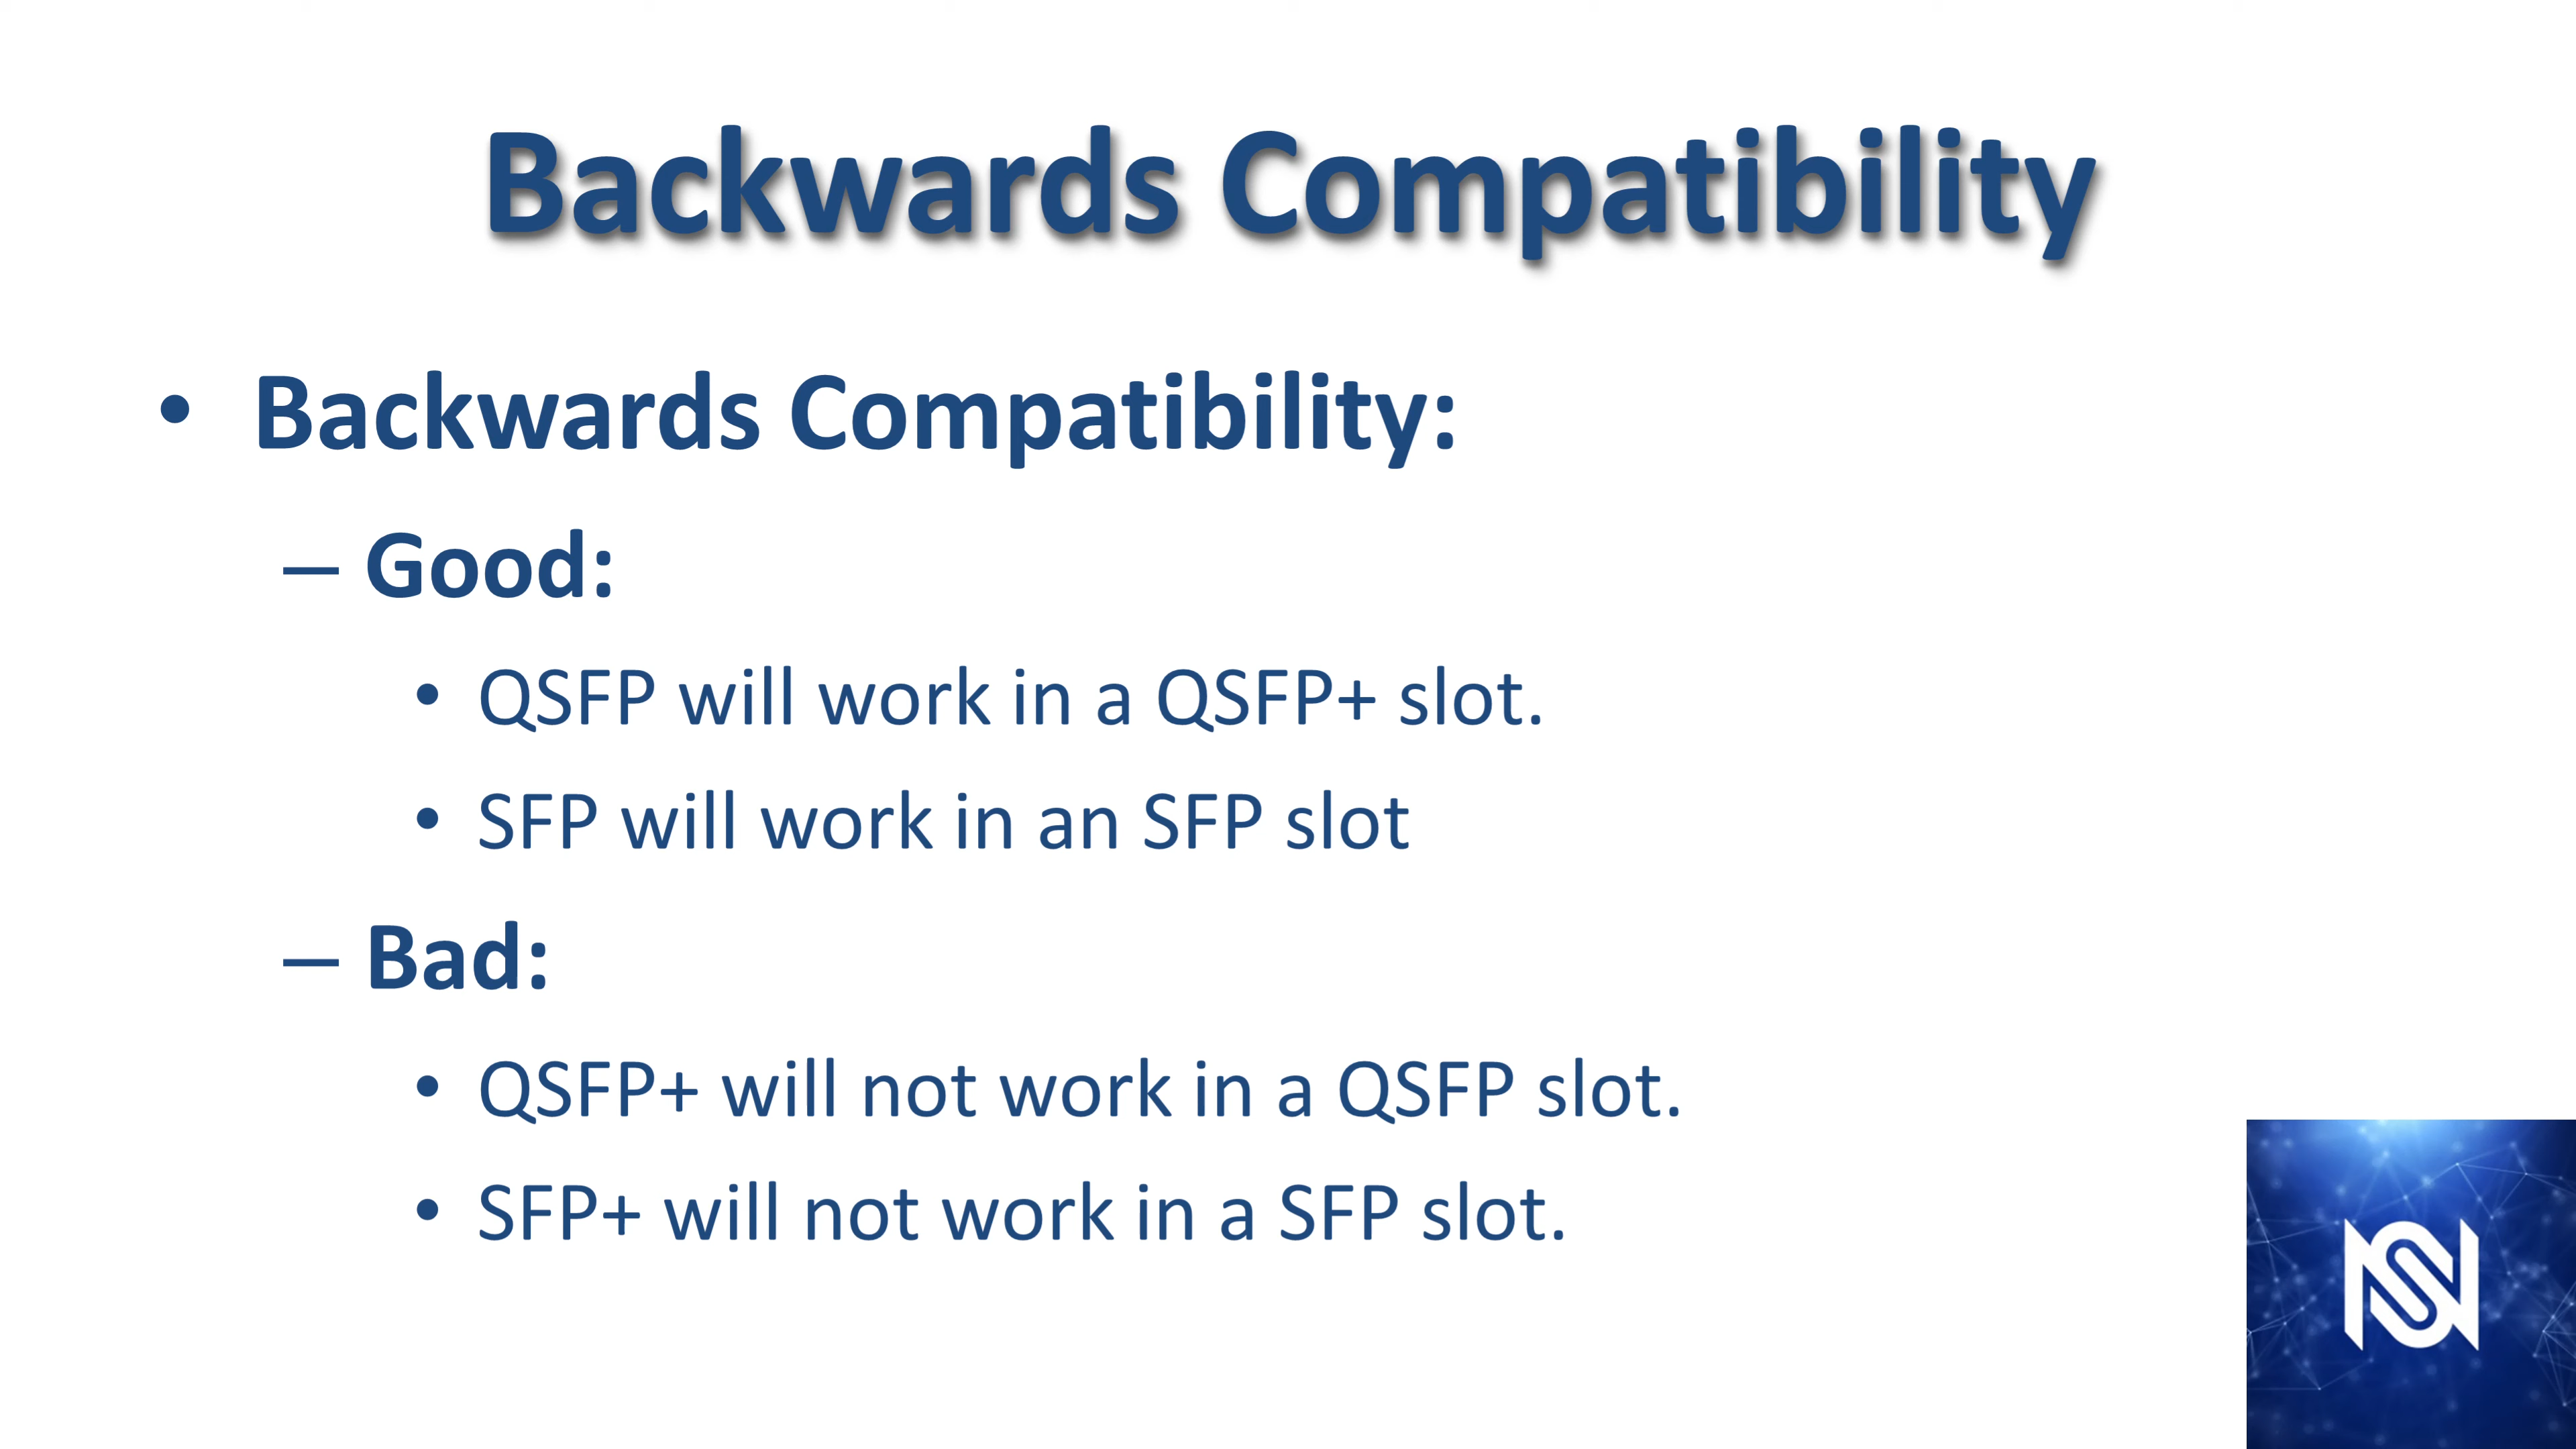 Backwards Compatibility
• Backwards Compatibility:
– Good:
• QSFP will work in a QSFP+ slot.
• SFP will work in an SFP slot
– Bad:
• QSFP+ will not work in a QSFP slot.
• SFP+ will not work in a SFP slot.